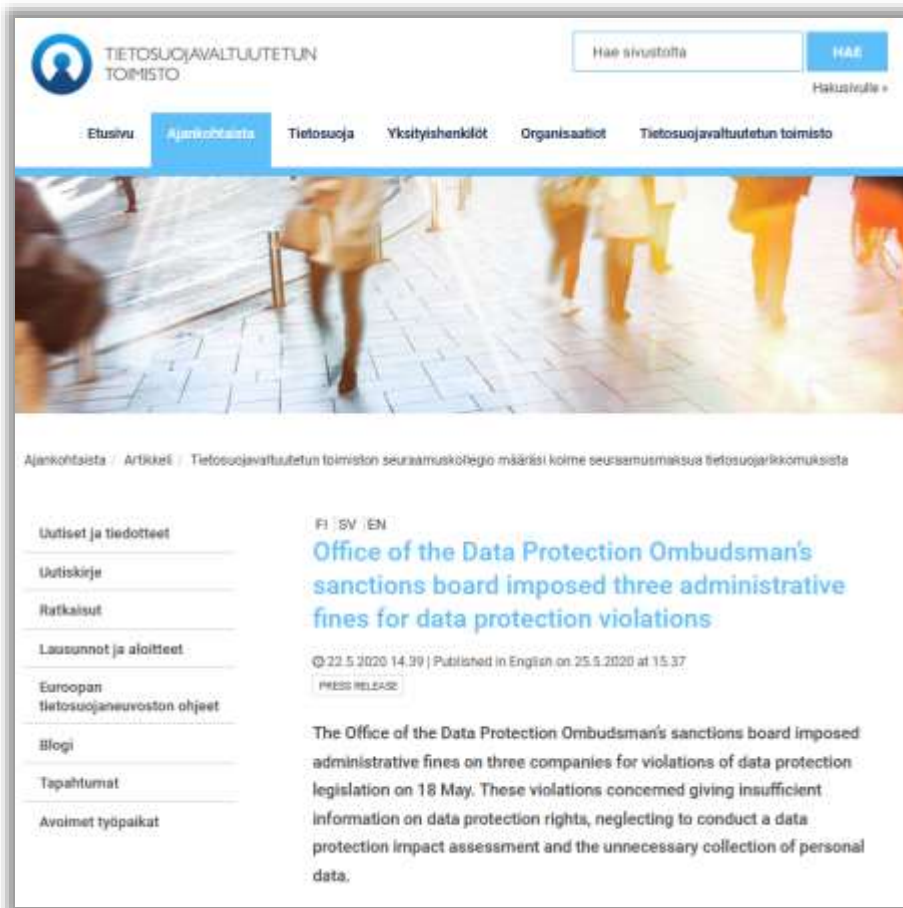 TIETOSUOJAVALTUUTETUN
TOIMISTO
Hae sivustolta
HAE
Hakusivulle »
Etusivu Ajankohtaista Tietosuoja Yksityishenkilöt Organisaatiot Tietosuojavaltuutetun toimisto
Ajankohtaista / Artikkeli / Tietosuojavaltuutetun toimiston seuraamuskollegio määräsi kolme seuraamusmaksua tietosuojarikkomuksista
Uutiset ja tiedotteet
Uutiskirje
Ratkaisut
Lausunnot ja aloitteet
Euroopan
tietosuojaneuvoston ohjeet
Blogi
Tapahtumat
Avoimet työpaikat
FI SV EN
Office of the Data Protection Ombudsman's
sanctions board imposed three administrative
fines for data protection violations
22.5.2020 14.39 | Published in English on 25.5.2020 at 15.37
PRESS RELEASE
The Office of the Data Protection Ombudsman's sanctions board imposed
administrative fines on three companies for violations of data protection
legislation on 18 May. These violations concerned giving insufficient
information on data protection rights, neglecting to conduct a data
protection impact assessment and the unnecessary collection of personal
data.